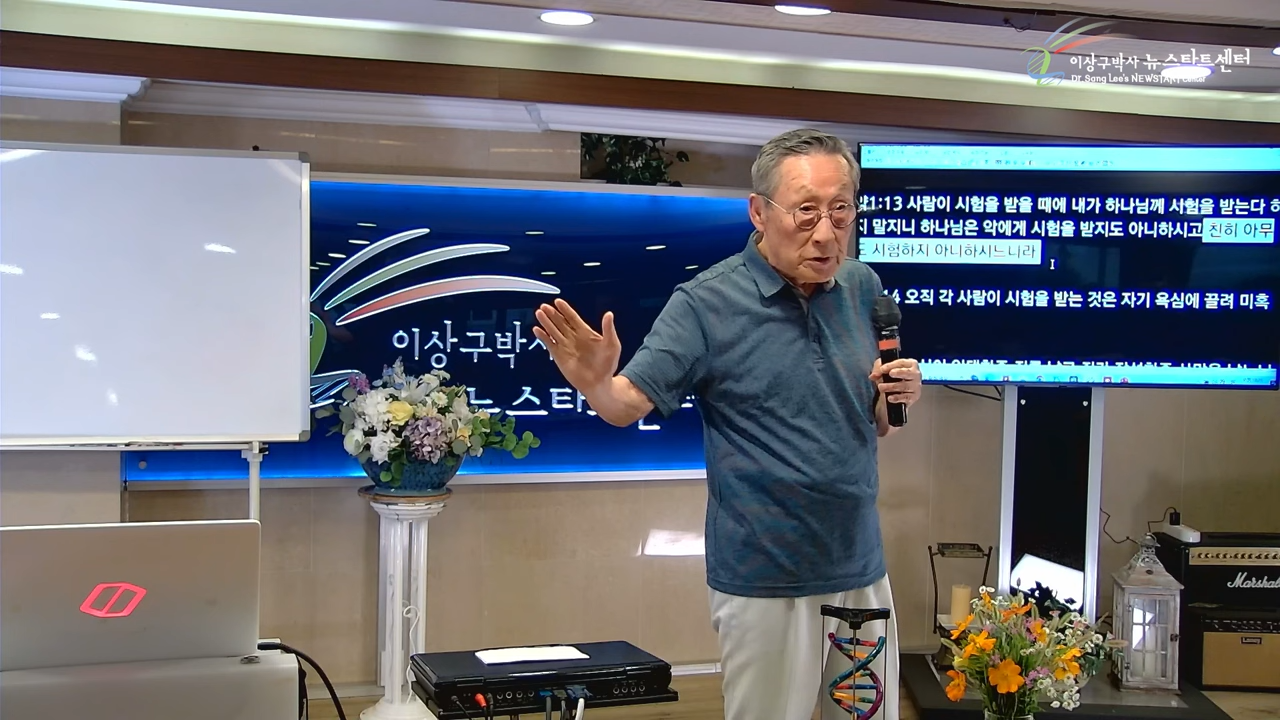 이상구박사 뉴스타트센터
Dr Sang Lee's NEWSTART Center
1:13 사람이 시험을 받을 때에 내가 하나님께 시험을 받는다 하
지 말지니 하나님은 악에게 시험을 받지도 아니하시고 친히 아무
도 시험하지 아니하시느니라
14 오직 각 사람이 시험을 받는 것은 자기 욕심에 끌려 미혹
이상구박사
뉴스타트
Marshall
Laney